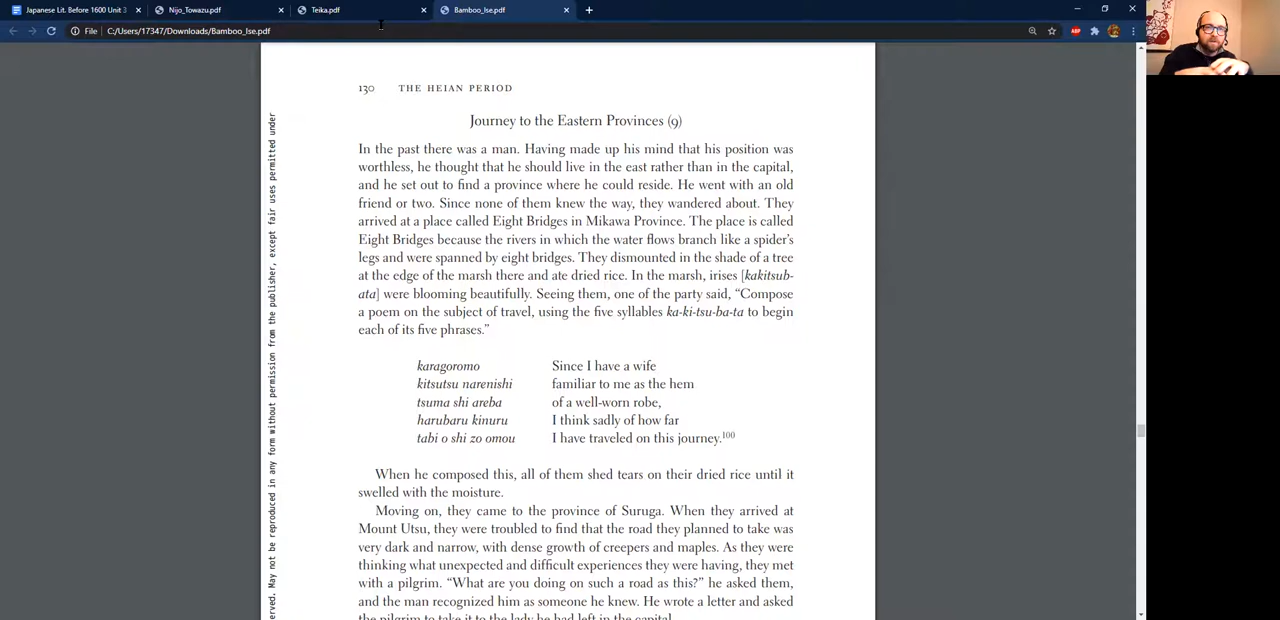 Japanese Lit. Before 1600 Unit 3
Nijo_Towazu.pdf
Teika.pdf
Bamboo_Ise.pdf
File
C:/Users/17347/Downloads/Bamboo_Ise.pdf
ABP
130 THE HEIAN PERIOD
Journey to the Eastern Provinces (9)
In the past there was a man. Having made up his mind that his position was
worthless, he thought that he should live in the east rather than in the capital,
and he set out to find a province where he could reside. He went with an old
friend or two. Since none of them knew the way, they wandered about. They
arrived at a place called Eight Bridges in Mikawa Province. The place is called
Eight Bridges because the rivers in which the water flows branch like a spider’s
legs and were spanned by eight bridges. They dismounted in the shade of a tree
at the edge of the marsh there and ate dried rice. In the marsh, irises [kakitsub-
ata] were blooming beautifully. Seeing them, one of the party said, “Compose
a poem on the subject of travel, using the five syllables ka-ki-tsu-ba-ta to begin
each of its five phrases.”
karagoromo Since I have a wife
kitsutsu narenishi familiar to me as the hem
tsuma shi areba of a well-worn robe,
harubaru kinuru I think sadly of how far
tabi o shi zo omou I have traveled on this journey.100
When he composed this, all of them shed tears on their dried rice until it
swelled with the moisture.
Moving on, they came to the province of Suruga. When they arrived at
Mount Utsu, they were troubled to find that the road they planned to take was
very dark and narrow, with dense growth of creepers and maples. As they were
thinking what unexpected and difficult experiences they were having, they met
with a pilgrim. “What are you doing on such a road as this?” he asked them,
and the man recognized him as someone he knew. He wrote a letter and asked
the pilgrim to take it to the lady he had left in the capital.
erved. May not be reproduced in any form without permission from the publisher, except fair uses permitted under